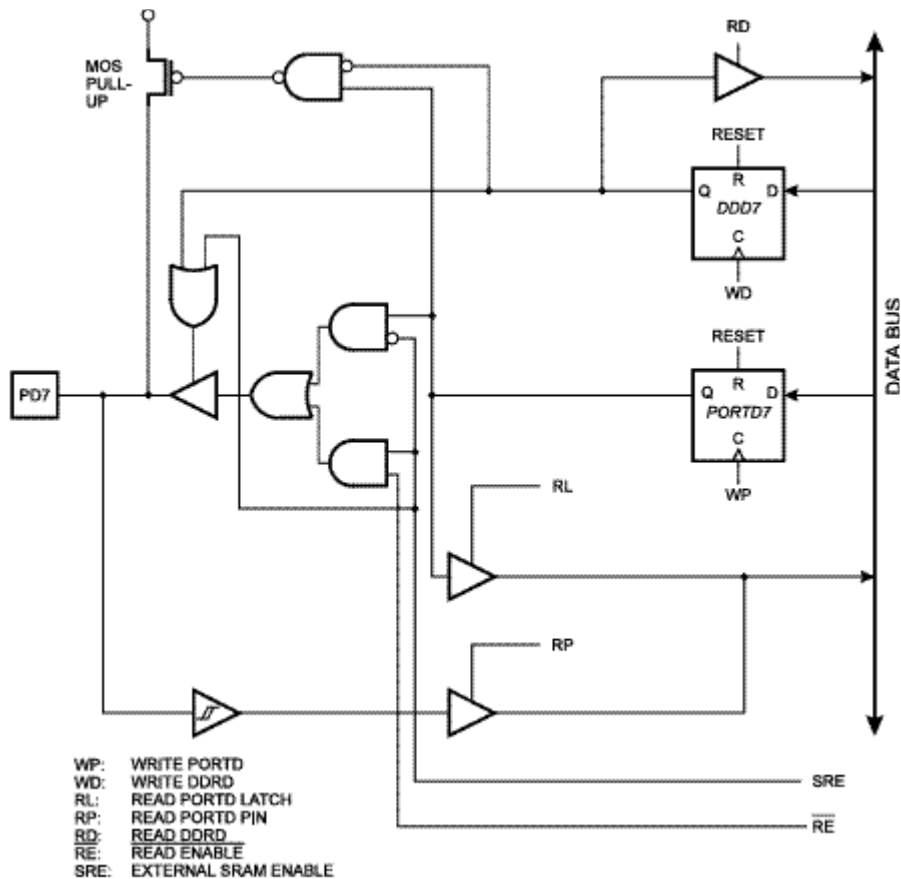 MOS
PULL-
UP
RD
RESET
R
Q
D
DDD7
C
WD
DATA BUS
RESET
R
Q
D
PORTD7
C
WP
PD7
RL
RP
SRE
RE
WP: WRITE PORTD
WD: WRITE DDRD
RL: READ PORTD LATCH
RP: READ PORTD PIN
RD: READ DDRD
RE: READ ENABLE
SRE: EXTERNAL SRAM ENABLE